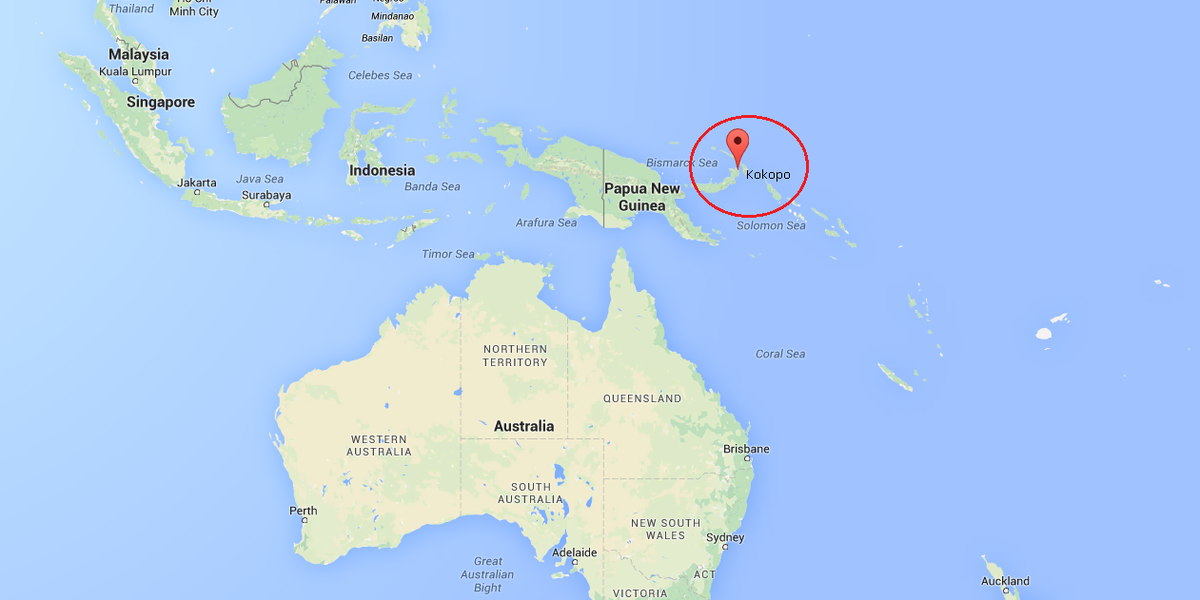 Thailand
Ho Chi
Minh City
Palawan
Negros
Mindanao
Basilan
Malaysia
Kuala Lumpur
Celebes Sea
Singapore
Indonesia
Bismarck Sea
Kokopo
Jakarta
Java Sea
Surabaya
Banda Sea
Papua New
Guinea
Arafura Sea
Solomon Sea
Timor Sea
NORTHERN
TERRITORY
Coral Sea
QUEENSLAND
Australia
WESTERN
AUSTRALIA
Brisbane
SOUTH
AUSTRALIA
Perth
NEW SOUTH
WALES
Sydney
Adelaide
Great
Australian
Bight
ACT
VICTORIA
Auckland